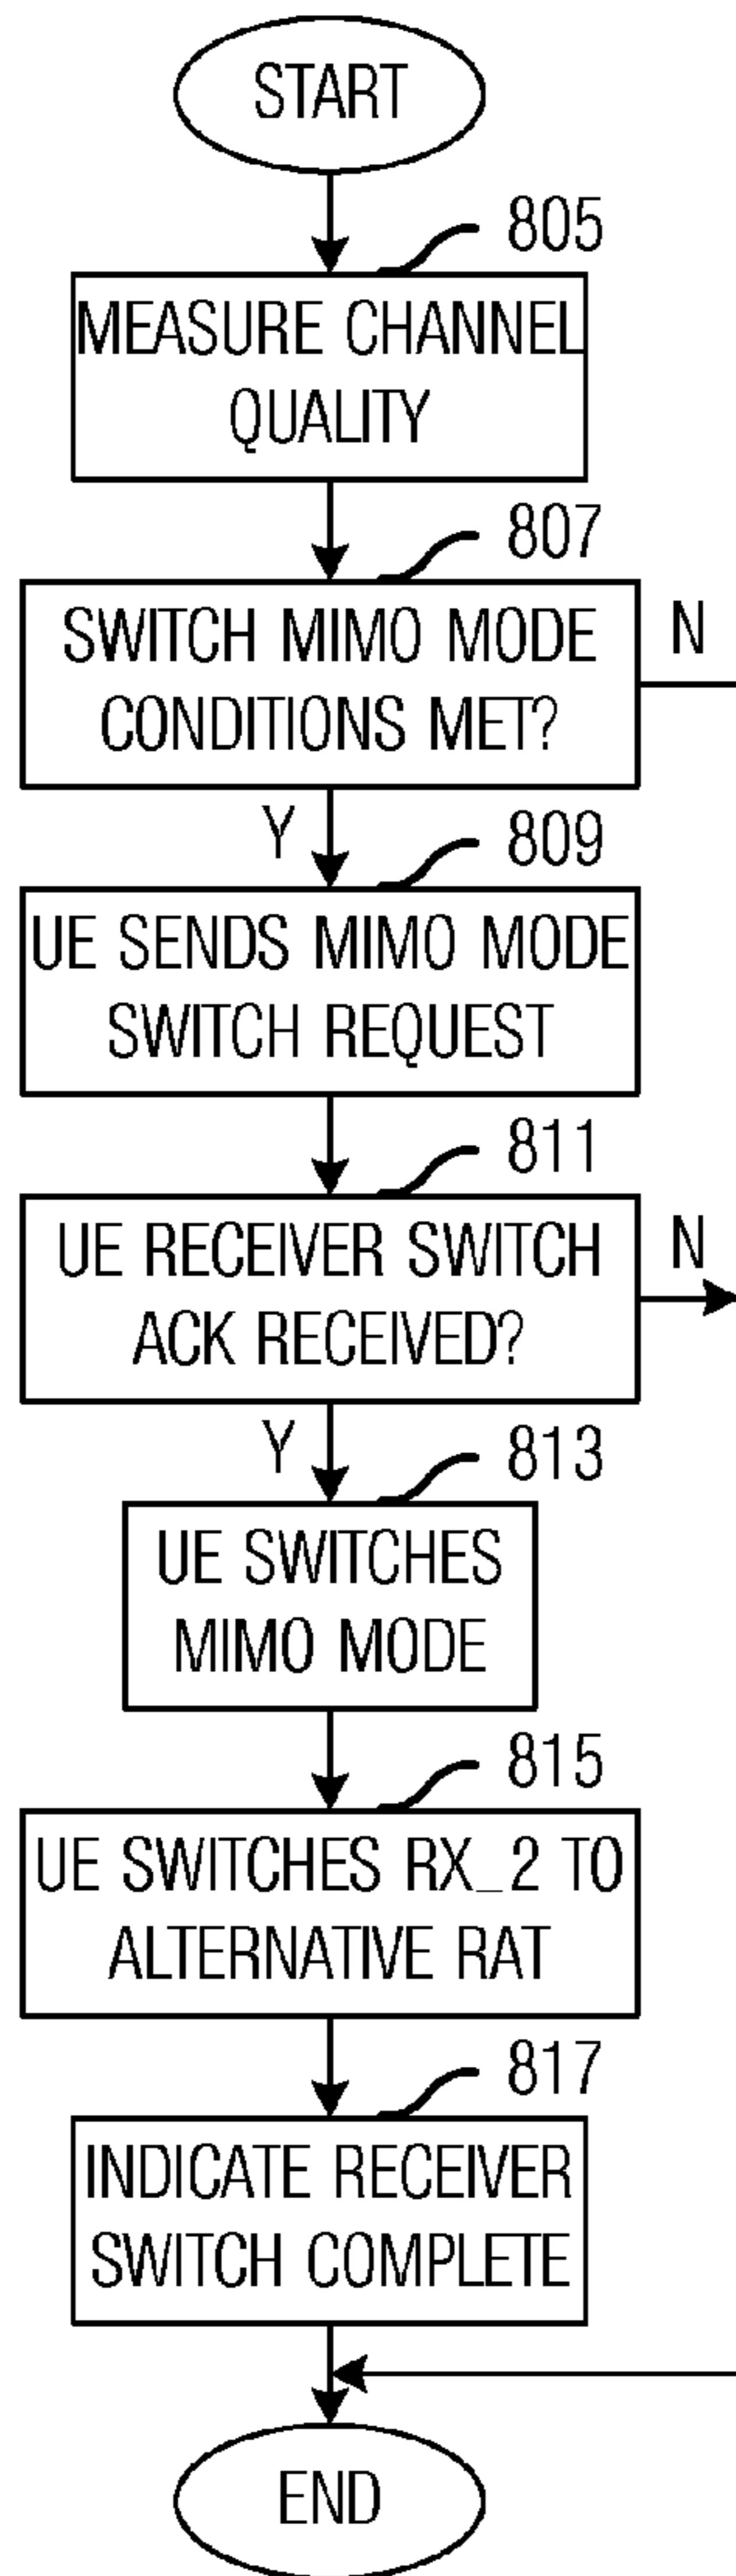 START
805
MEASURE CHANNEL
QUALITY
807
SWITCH MIMO MODE
CONDITIONS MET?
N
Y
809
UE SENDS MIMO MODE
SWITCH REQUEST
811
UE RECEIVER SWITCH
ACK RECEIVED?
N
Y
813
UE SWITCHES
MIMO MODE
815
UE SWITCHES RX_2 TO
ALTERNATIVE RAT
817
INDICATE RECEIVER
SWITCH COMPLETE
END